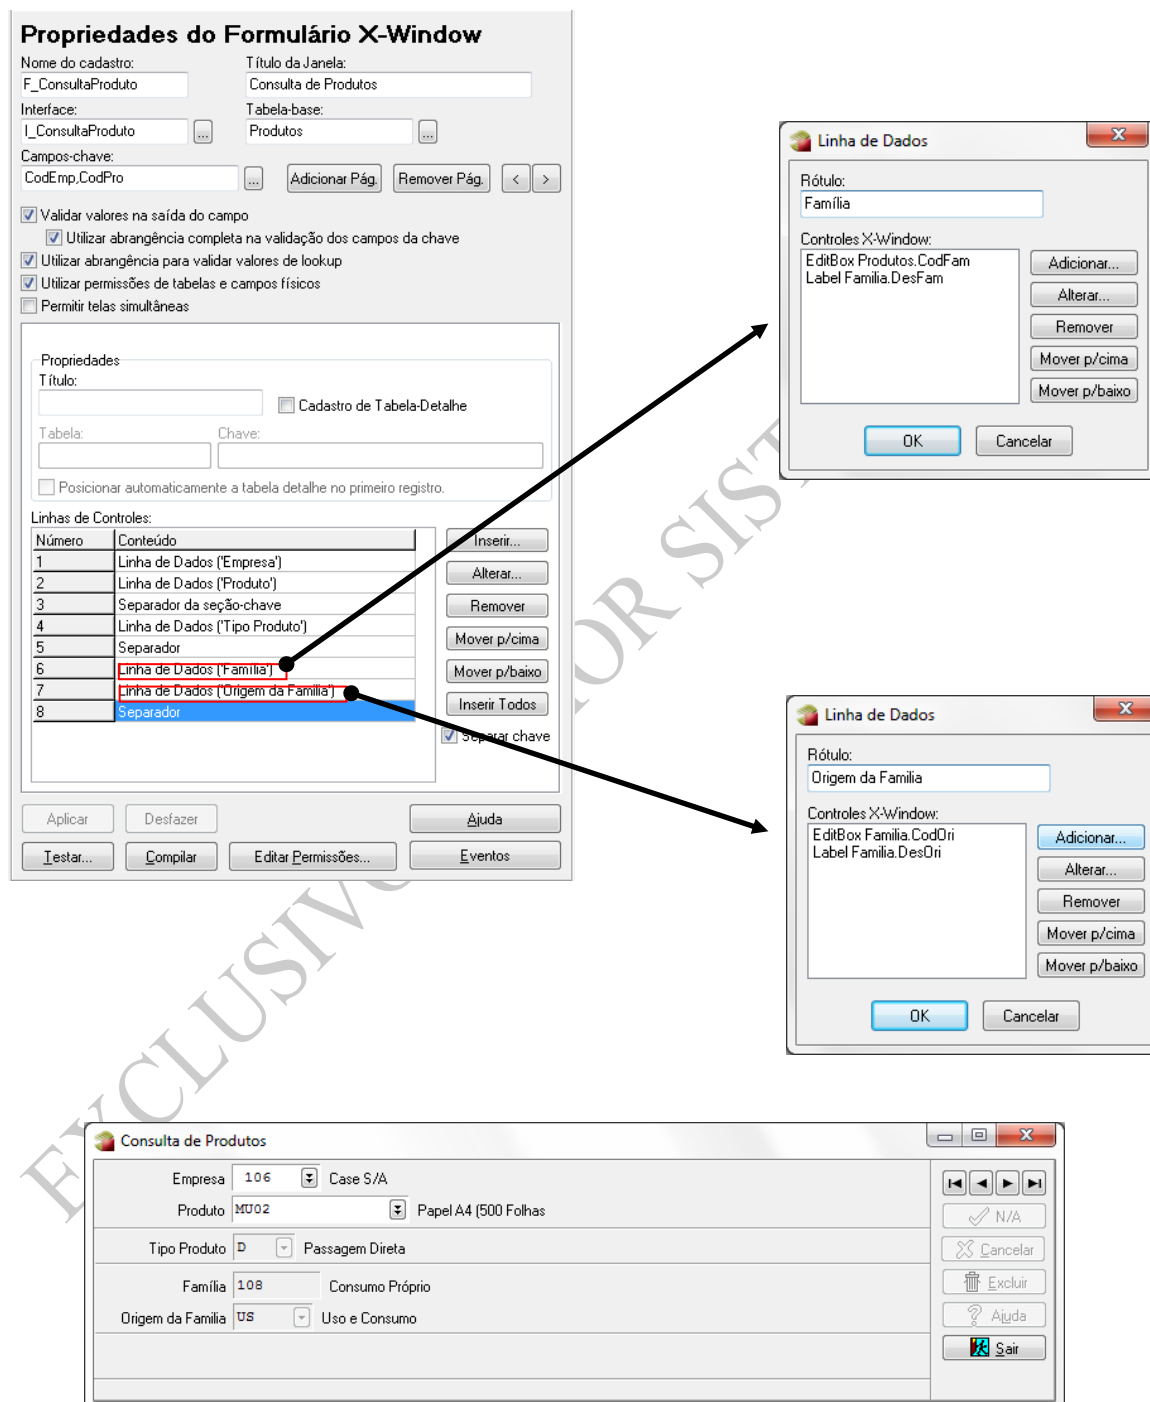 Propriedades do Formulário X-Window
Nome do cadastro: Título da Janela:
F_ConsultaProduto Consulta de Produtos
Interface: Tabela-base:
I_ConsultaProduto ... Produtos ...
Campos-chave:
CodEmp,CodPro ... Adicionar Pág. Remover Pág. < >
Validar valores na saída do campo
Utilizar abrangência completa na validação dos campos da chave
Utilizar abrangência para validar valores de lookup
Utilizar permissões de tabelas e campos físicos
Permitir telas simultâneas
Propriedades
Título:
Cadastro de Tabela-Detalhe
Tabela: Chave:
Posicionar automaticamente a tabela detalhe no primeiro registro.
Linhas de Controles:
Número Conteúdo
1 Linha de Dados ('Empresa')
2 Linha de Dados ('Produto')
3 Separador da seção-chave
4 Linha de Dados ('Tipo Produto')
5 Separador
6 Linha de Dados ('Família')
7 Linha de Dados ('Origem da Familia')
8 Separador
Inserir...
Alterar...
Remover
Mover p/cima
Mover p/baixo
Inserir Todos
Separar chave
Aplicar Desfazer Ajuda
Testar... Compilar Editar Permissões... Eventos
Linha de Dados
Rótulo:
Família
Controles X-Window:
EditBox Produtos.CodFam
Label Familia.DesFam
Adicionar...
Alterar...
Remover
Mover p/cima
Mover p/baixo
OK Cancelar
Linha de Dados
Rótulo:
Origem da Familia
Controles X-Window:
EditBox Familia.CodOri
Label Familia.DesOri
Adicionar...
Alterar...
Remover
Mover p/cima
Mover p/baixo
OK Cancelar
Consulta de Produtos
Empresa 106 Case S/A
Produto MU02 Papel A4 (500 Folhas
Tipo Produto D Passagem Direta
Família 108 Consumo Próprio
Origem da Familia US Uso e Consumo
N/A
Cancelar
Excluir
Ajuda
Sair